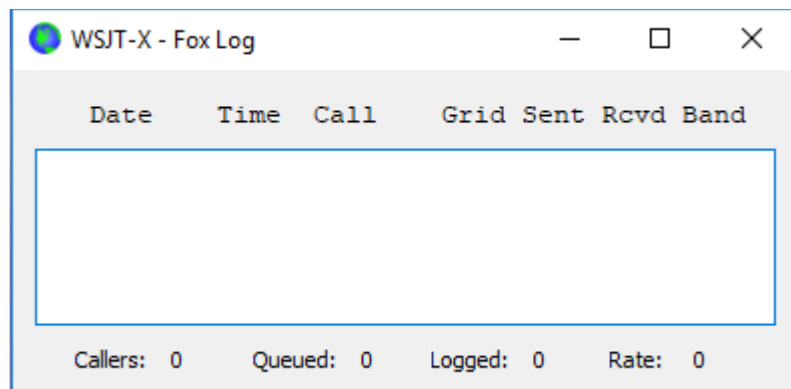 WSJT-X - Fox Log
Date Time Call Grid Sent Rcvd Band
Callers: 0 Queued: 0 Logged: 0 Rate: 0